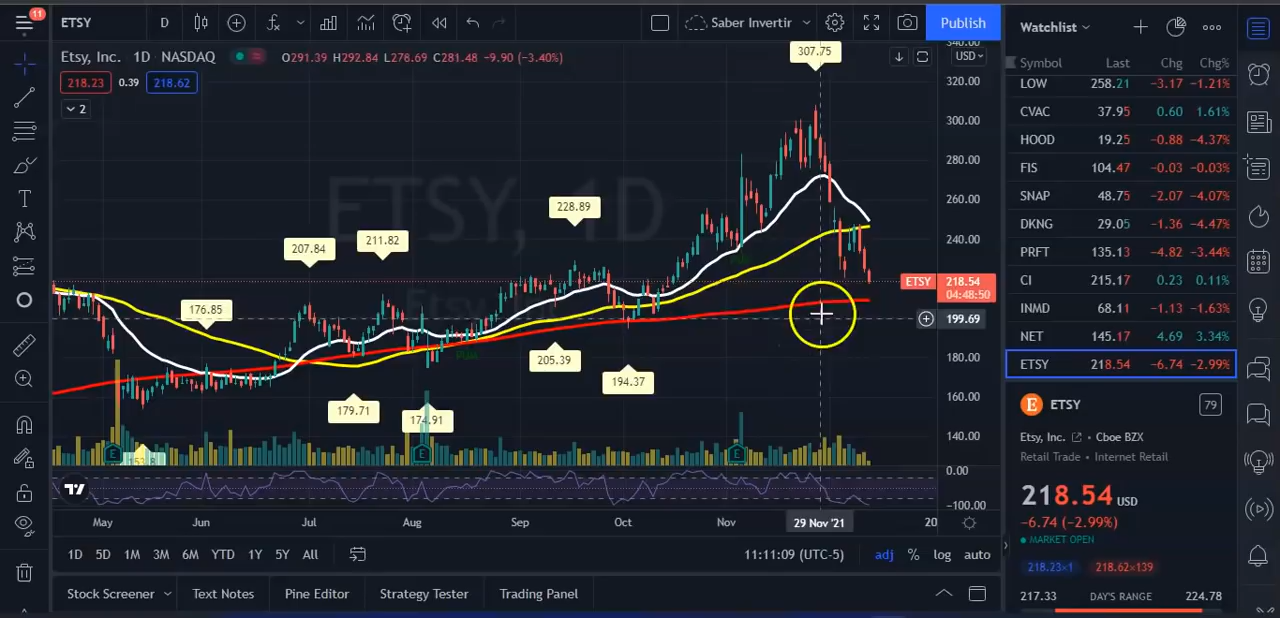 11
ETSY D Saber Invertir Publish
Etsy, Inc. 1D NASDAQ O291.39 H292.84 L278.69 C281.48 −9.90 (−3.40%)
218.23 0.39 218.62
2
ETSY, 1D
307.75
228.89
207.84
211.82
176.85
205.39
194.37
179.71
174.91
340.00
USD
320.00
300.00
280.00
260.00
240.00
ETSY 218.54
04:48:50
199.69
180.00
160.00
140.00
0.00
−100.00
E E E
May Jun Jul Aug Sep Oct Nov 29 Nov '21 20
1D 5D 1M 3M 6M YTD 1Y 5Y All 11:11:09 (UTC-5) adj % log auto
Stock Screener Text Notes Pine Editor Strategy Tester Trading Panel
Watchlist
Symbol Last Chg Chg%
LOW 258.21 −3.17 −1.21%
CVAC 37.95 0.60 1.61%
HOOD 19.25 −0.88 −4.37%
FIS 104.47 −0.03 −0.03%
SNAP 48.75 −2.07 −4.07%
DKNG 29.05 −1.36 −4.47%
PRFT 135.13 −4.82 −3.44%
CI 215.17 0.23 0.11%
INMD 68.11 −1.13 −1.63%
NET 145.17 4.69 3.34%
ETSY 218.54 −6.74 −2.99%
E ETSY 79
Etsy, Inc. • Cboe BZX
Retail Trade • Internet Retail
218.54 USD
−6.74 (−2.99%)
MARKET OPEN
218.23×1 218.62×139
217.33 DAY'S RANGE 224.78